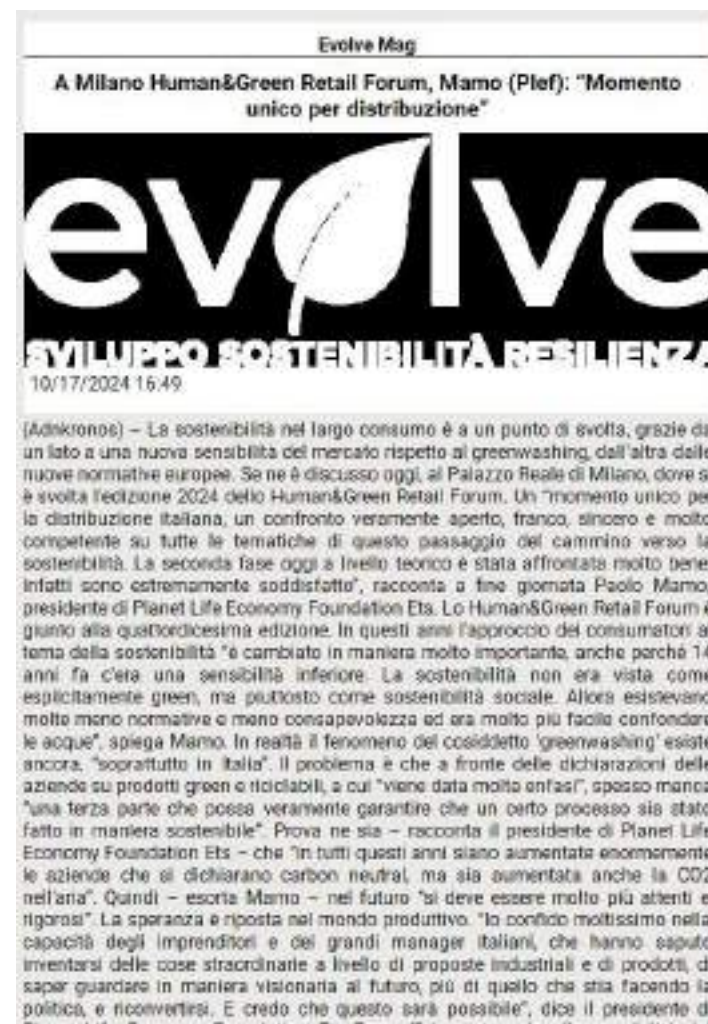 Evolve Mag
A Milano Human&Green Retail Forum, Mamo (Plef): “Momento
unico per distribuzione”
evolve
SVILUPPO SOSTENIBILITÀ RESILIENZA
10/17/2024 16:49
(Adnkronos) – La sostenibilità nel largo consumo è a un punto di svolta, grazie da
un lato a una nuova sensibilità del mercato rispetto al greenwashing, dall'altra dalle
nuove normative europee. Se ne è discusso oggi, al Palazzo Reale di Milano, dove s
è svolta l'edizione 2024 dello Human&Green Retail Forum. Un “momento unico per
la distribuzione italiana, un confronto veramente aperto, franco, sincero e molto
competente su tutte le tematiche di questo passaggio del cammino verso la
sostenibilità. La seconda fase oggi a livello teorico è stata affrontata molto bene
infatti sono estremamente soddisfatto”, racconta a fine giornata Paolo Mamo,
presidente di Planet Life Economy Foundation Ets. Lo Human&Green Retail Forum è
giunto alla quattordicesima edizione. In questi anni l'approccio dei consumatori a
tema della sostenibilità “è cambiato in maniera molto importante, anche perché 14
anni fa c'era una sensibilità inferiore. La sostenibilità non era vista come
esplicitamente green, ma piuttosto come sostenibilità sociale. Allora esistevano
molte meno normative e meno consapevolezza ed era molto più facile confondere
le acque”, spiega Mamo. In realtà il fenomeno del cosiddetto 'greenwashing' esiste
ancora, “soprattutto in Italia”. Il problema è che a fronte delle dichiarazioni delle
aziende su prodotti green e riciclabili, a cui “viene data molta enfasi”, spesso manca
“una terza parte che possa veramente garantire che un certo processo sia stato
fatto in maniera sostenibile”. Prova ne sia – racconta il presidente di Planet Life
Economy Foundation Ets – che “in tutti questi anni siano aumentate enormemente
le aziende che si dichiarano carbon neutral, ma sia aumentata anche la CO2
nell'aria”. Quindi – esorta Mamo – nel futuro “si deve essere molto più attenti e
rigorosi”. La speranza è riposta nel mondo produttivo. “Io confido moltissimo nella
capacità degli imprenditori e dei grandi manager italiani, che hanno saputo
inventarsi delle cose straordinarie a livello di proposte industriali e di prodotti, d
saper guardare in maniera visionaria al futuro, più di quello che stia facendo la
politica, e riconvertirsi. E credo che questo sarà possibile”, dice il presidente d